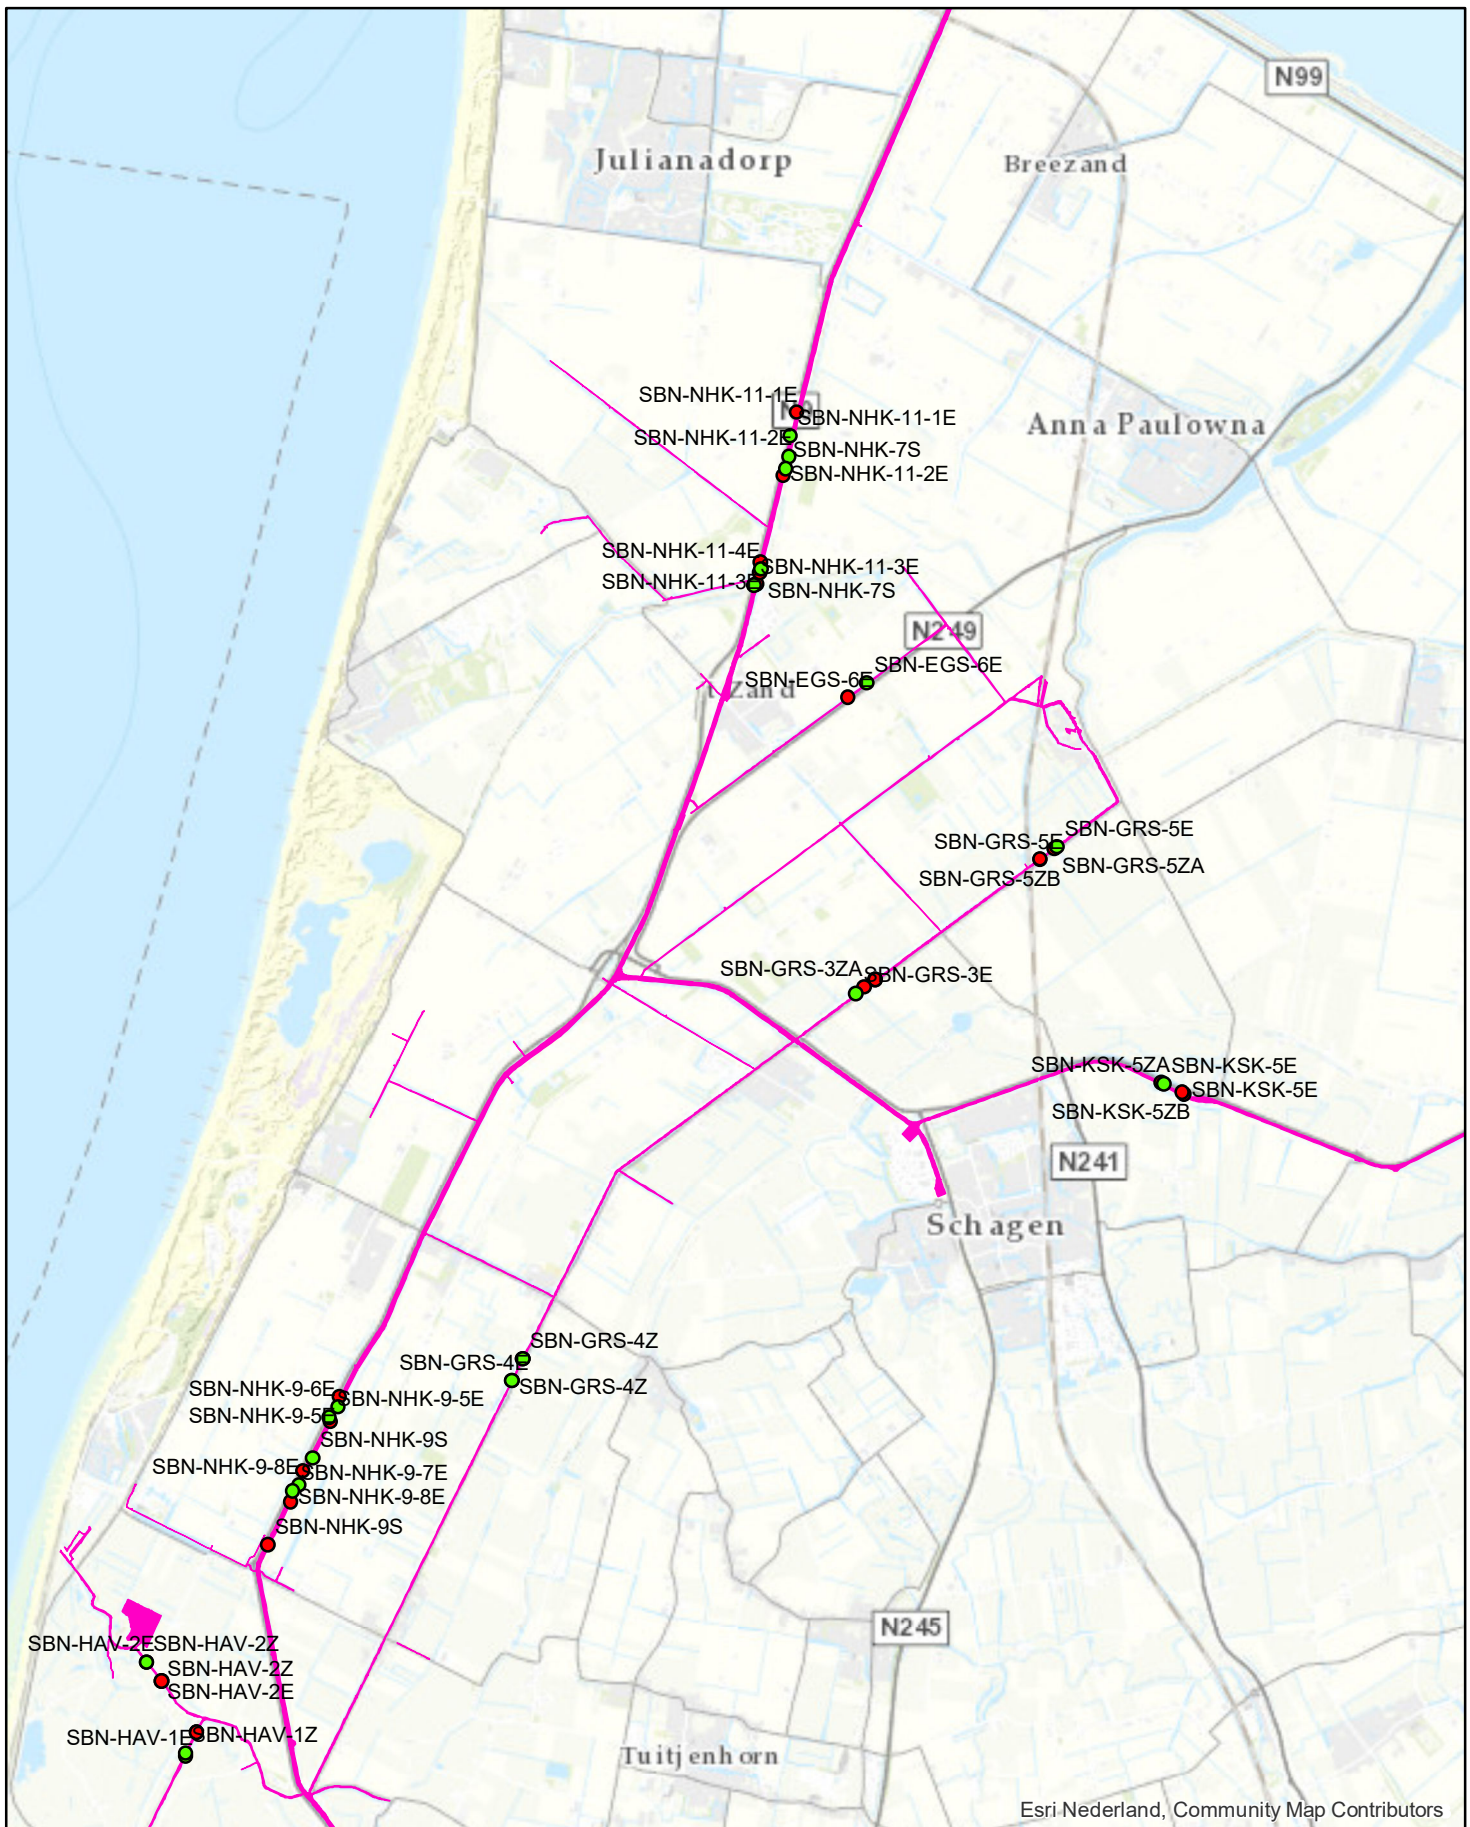 N99
Julianadorp
Breezand
SBN-NHK-11-1E
N9
SBN-NHK-11-1E
Anna Paulowna
SBN-NHK-11-2E
SBN-NHK-7S
SBN-NHK-11-2E
SBN-NHK-11-4E
SBN-NHK-11-3E
SBN-NHK-11-3E
SBN-NHK-7S
N249
SBN-EGS-6E
SBN-EGS-6E
t Zand
SBN-GRS-5E
SBN-GRS-5E
SBN-GRS-5ZA
SBN-GRS-5ZB
SBN-GRS-3ZA
SBN-GRS-3E
SBN-KSK-5ZA
SBN-KSK-5E
SBN-KSK-5E
SBN-KSK-5ZB
N241
Schagen
SBN-GRS-4Z
SBN-GRS-4E
SBN-GRS-4Z
SBN-NHK-9-6E
SBN-NHK-9-5E
SBN-NHK-9-5E
SBN-NHK-9S
SBN-NHK-9-8E
SBN-NHK-9-7E
SBN-NHK-9-8E
SBN-NHK-9S
N245
SBN-HAV-2E
SBN-HAV-2Z
SBN-HAV-2Z
SBN-HAV-2E
SBN-HAV-1E
SBN-HAV-1Z
Tuitjenhorn
Esri Nederland, Community Map Contributors